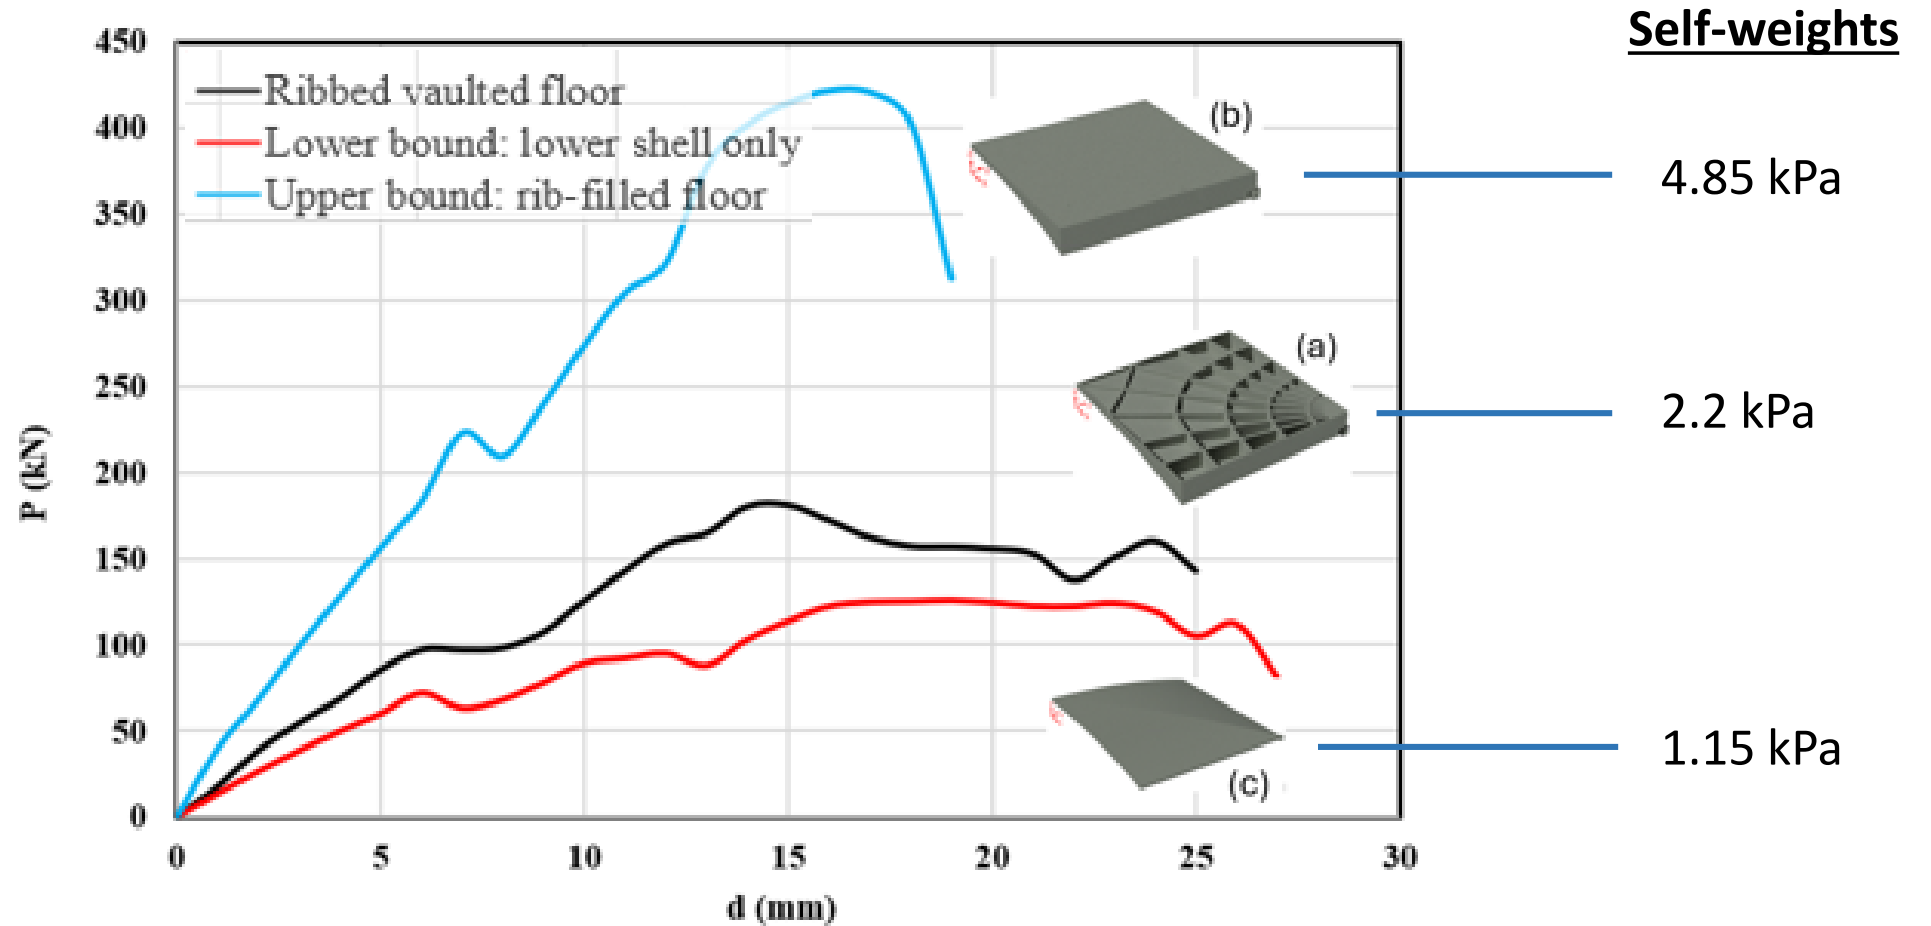 Self-weights
450
400
350
300
250
200
150
100
50
0
P (kN)
Ribbed vaulted floor
Lower bound: lower shell only
Upper bound: rib-filled floor
(b)
4.85 kPa
(a)
2.2 kPa
(c)
1.15 kPa
0 5 10 15 20 25 30
d (mm)